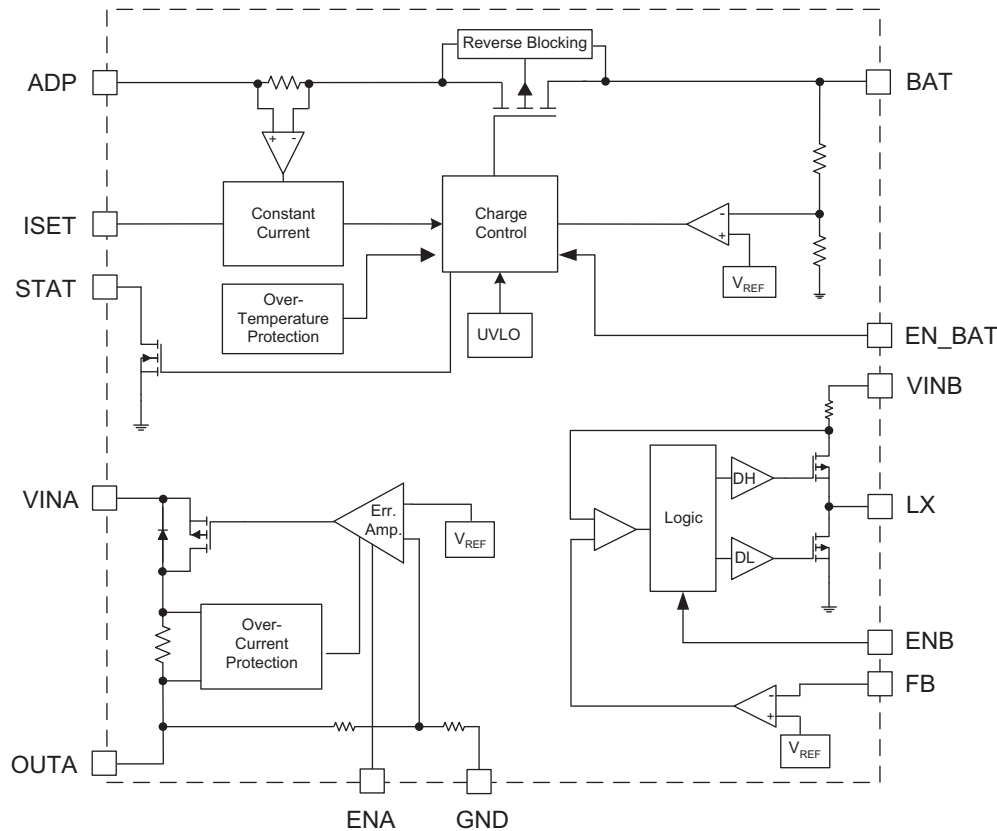 Reverse Blocking
ADP
BAT
+ -
ISET
Constant
Current
Charge
Control
-
+
V_REF
STAT
Over-
Temperature
Protection
UVLO
EN_BAT
VINB
VINA
Err.
Amp.
V_REF
Logic
DH
LX
DL
Over-
Current
Protection
ENB
FB
-
+
V_REF
OUTA
ENA
GND